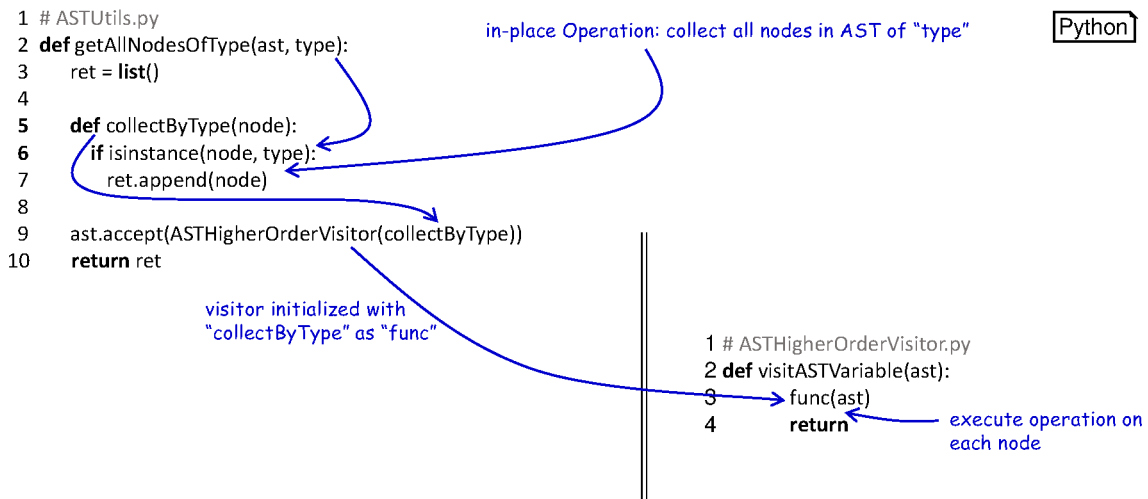 1 # ASTUtils.py
2 def getAllNodesOfType(ast, type):
3 ret = list()
4
5 def collectByType(node):
6 if isinstance(node, type):
7 ret.append(node)
8
9 ast.accept(ASTHigherOrderVisitor(collectByType))
10 return ret
in-place Operation: collect all nodes in AST of “type”
Python
visitor initialized with
“collectByType” as “func”
1 # ASTHigherOrderVisitor.py
2 def visitASTVariable(ast):
3 func(ast)
4 return
execute operation on
each node